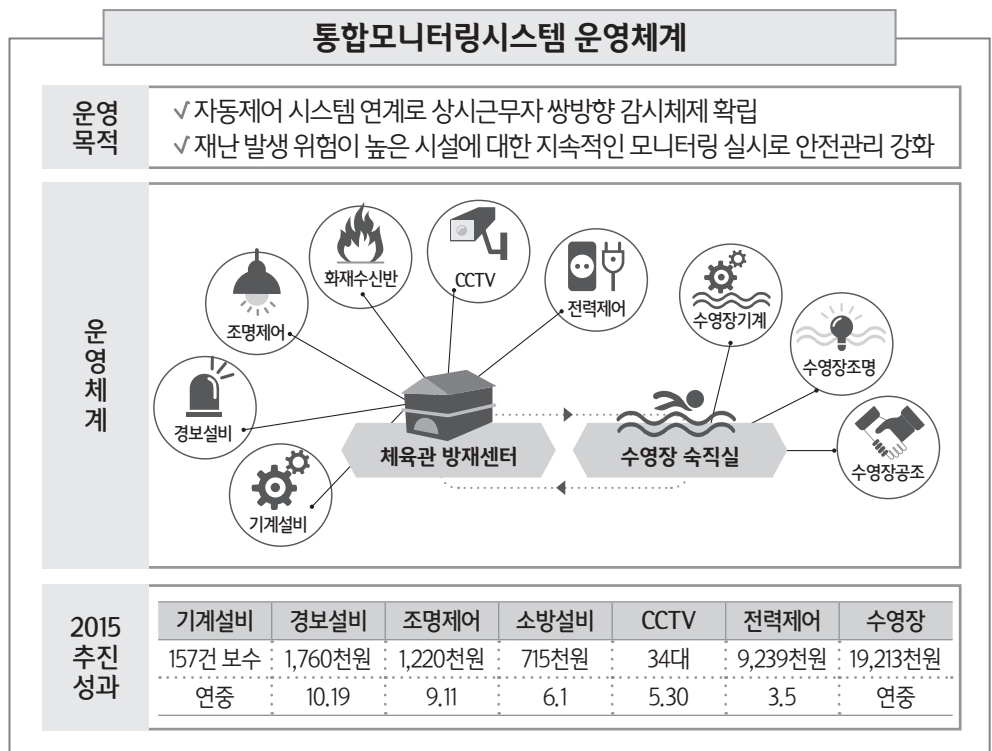 통합모니터링시스템 운영체계
운영
목적
√ 자동제어 시스템 연계로 상시근무자 쌍방향 감시체제 확립
√ 재난 발생 위험이 높은 시설에 대한 지속적인 모니터링 실시로 안전관리 강화
운
영
체
계
화재수신반
CCTV
조명제어
전력제어
수영장기계
수영장조명
경보설비
체육관 방재센터
수영장 숙직실
수영장공조
기계설비
2015
추진
성과
기계설비 경보설비 조명제어 소방설비 CCTV 전력제어 수영장
157건 보수 1,760천원 1,220천원 715천원 34대 9,239천원 19,213천원
연중 10.19 9.11 6.1 5.30 3.5 연중